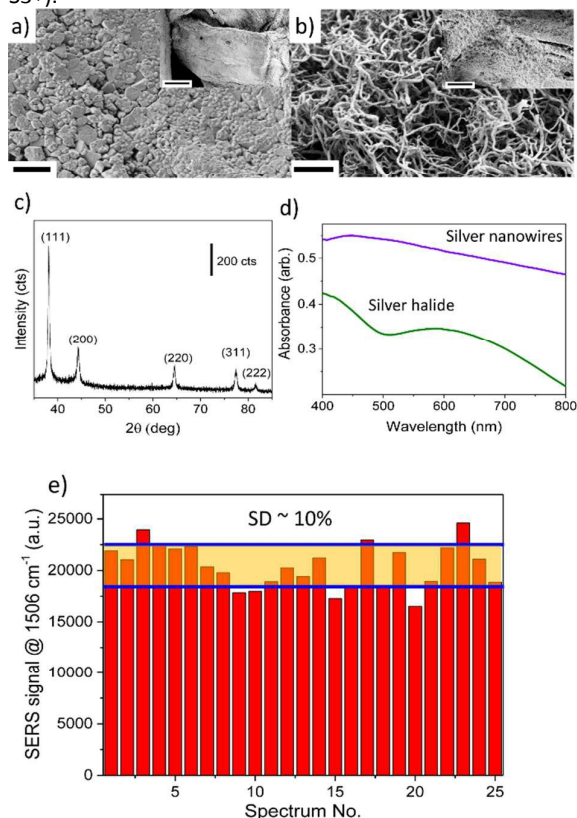 a)
b)
c)
(111)
200 cts
(200)
(220)
(311)
(222)
Intensity (cts)
40 50 60 70 80
2θ (deg)
d)
Silver nanowires
Silver halide
Absorbance (arb.)
0.5
0.4
0.3
400 500 600 700 800
Wavelength (nm)
e)
SD ~ 10%
SERS signal @ 1506 cm⁻¹ (a.u.)
25000
20000
15000
10000
5000
0
5 10 15 20 25
Spectrum No.